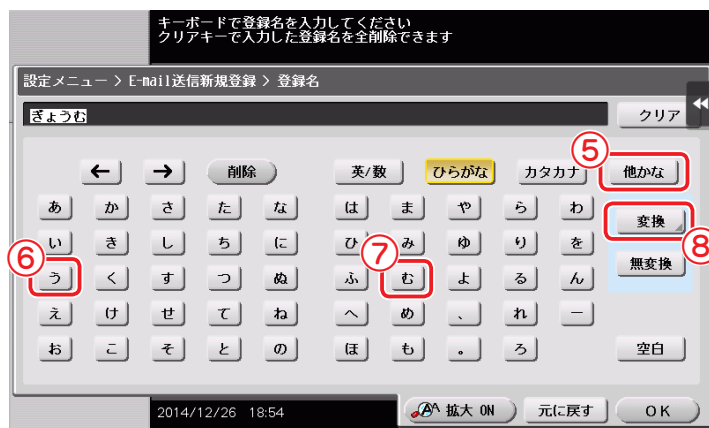 キーボードで登録名を入力してください
クリアキーで入力した登録名を全削除できます
設定メニュー > E-mail送信新規登録 > 登録名
ぎょうむ クリア
← → 削除 英/数 ひらがな カタカナ ⑤ 他かな
あ か さ た な は ま や ら わ 変換
い き し ち に ひ み ゆ り を ⑧
⑥ う く す つ ぬ ふ ⑦ む よ る ん 無変換
え け せ て ね へ め 、 れ ー
お こ そ と の ほ も 。 ろ 空白
2014/12/26 18:54 拡大 ON 元に戻す OK